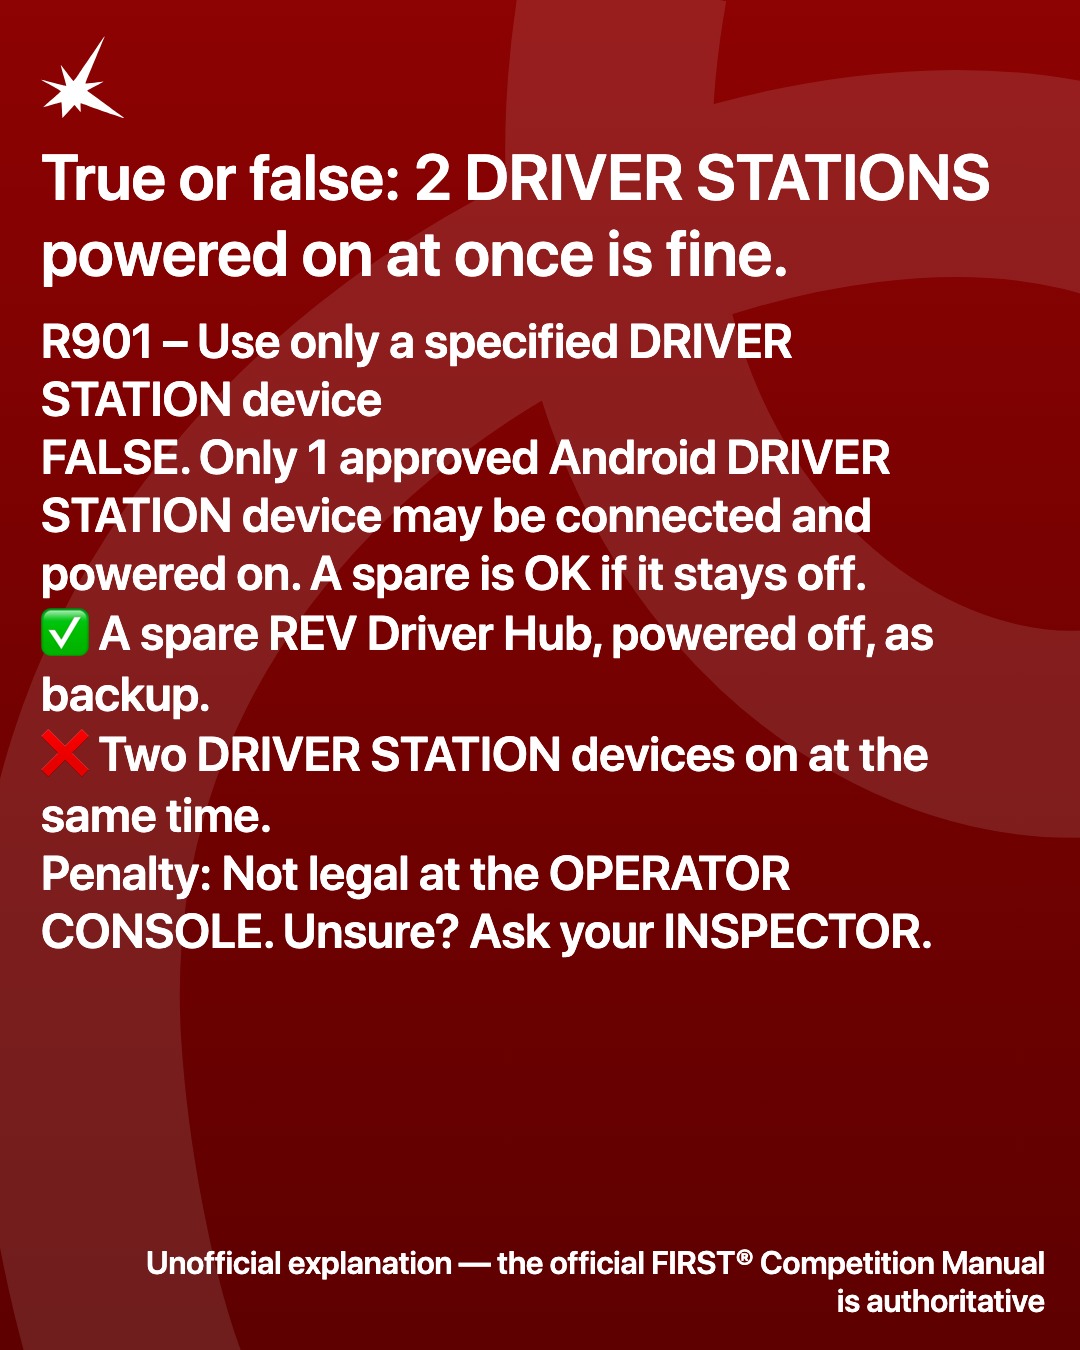 True or false: 2 DRIVER STATIONS
powered on at once is fine.
R901 – Use only a specified DRIVER
STATION device
FALSE. Only 1 approved Android DRIVER
STATION device may be connected and
powered on. A spare is OK if it stays off.
✅ A spare REV Driver Hub, powered off, as
backup.
❌ Two DRIVER STATION devices on at the
same time.
Penalty: Not legal at the OPERATOR
CONSOLE. Unsure? Ask your INSPECTOR.
Unofficial explanation — the official FIRST® Competition Manual
is authoritative